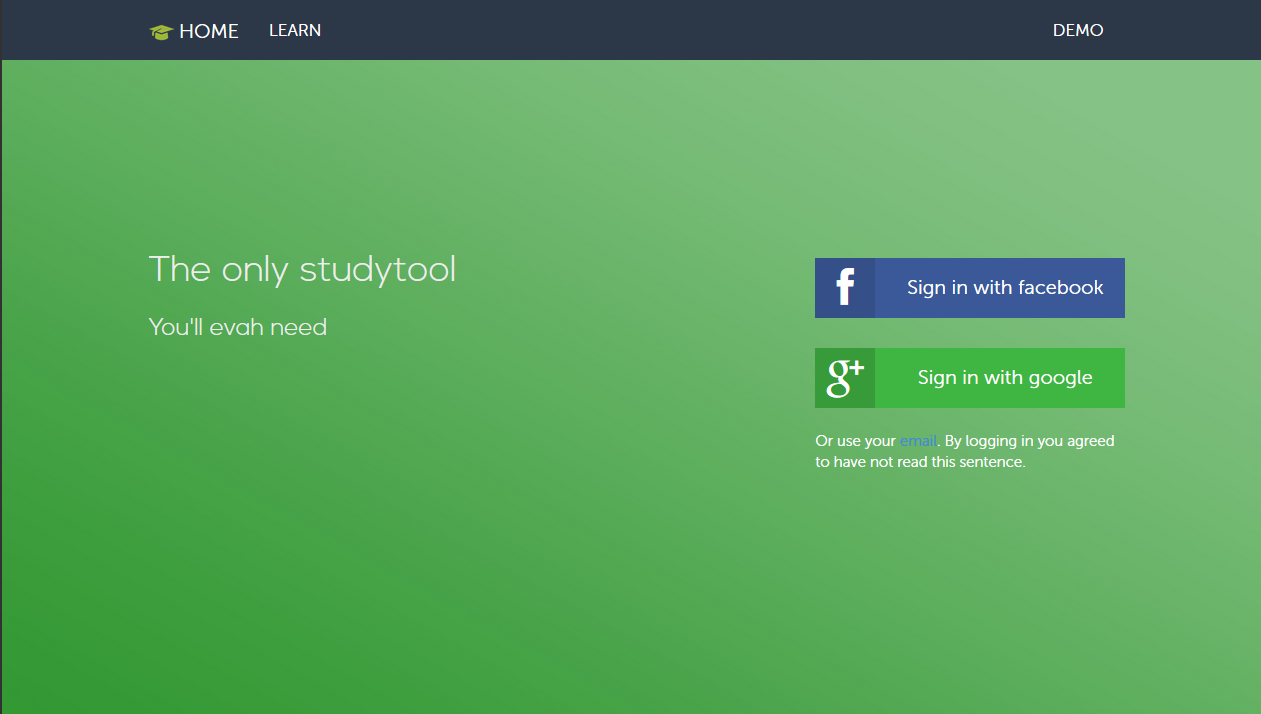 HOME
LEARN
DEMO
The only studytool
You'll evah need
f
Sign in with facebook
g+
Sign in with google
Or use your email. By logging in you agreed
to have not read this sentence.